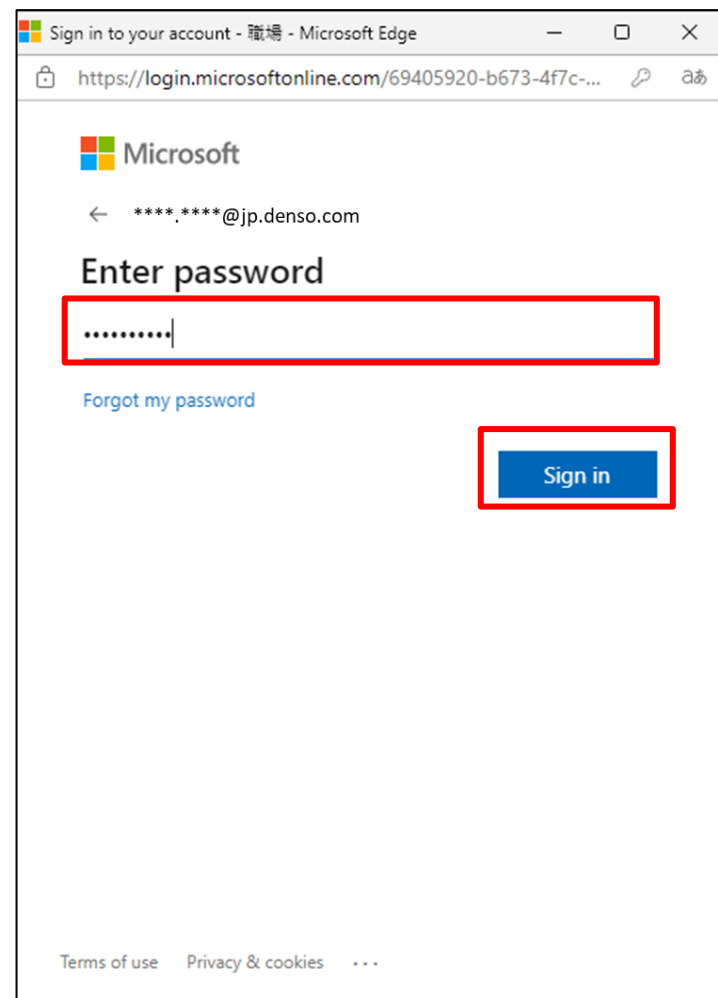 Sign in to your account - 職場 - Microsoft Edge
https://login.microsoftonline.com/69405920-b673-4f7c-...
aあ
Microsoft
****.****@jp.denso.com
Enter password
••••••••••
Forgot my password
Sign in
Terms of use Privacy & cookies ...